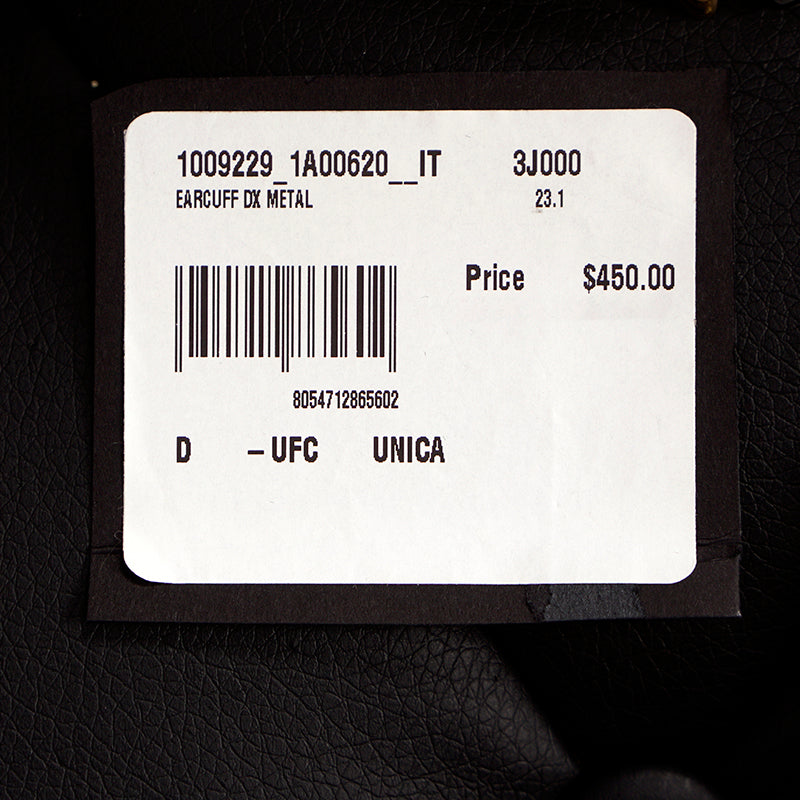 1009229_1A00620__IT 3J000
EARCUFF DX METAL 23.1
Price $450.00
8054712865602
D –UFC UNICA